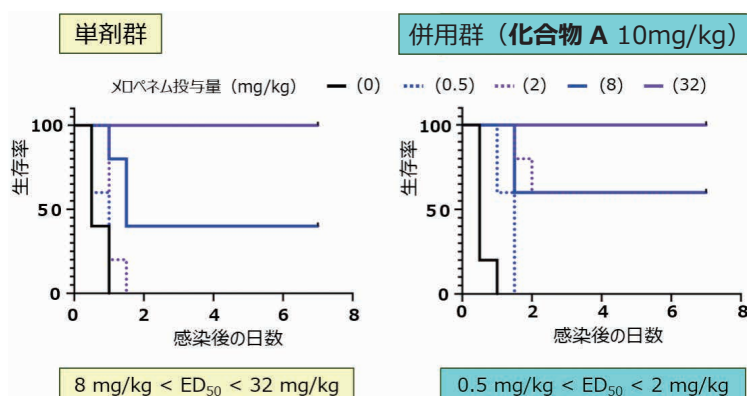 単剤群
併用群（化合物 A 10mg/kg）
メロペネム投与量（mg/kg） (0) (0.5) (2) (8) (32)
100
50
0
生存率
0 2 4 6 8
感染後の日数
100
50
0
生存率
0 2 4 6 8
感染後の日数
8 mg/kg < ED₅₀ < 32 mg/kg
0.5 mg/kg < ED₅₀ < 2 mg/kg